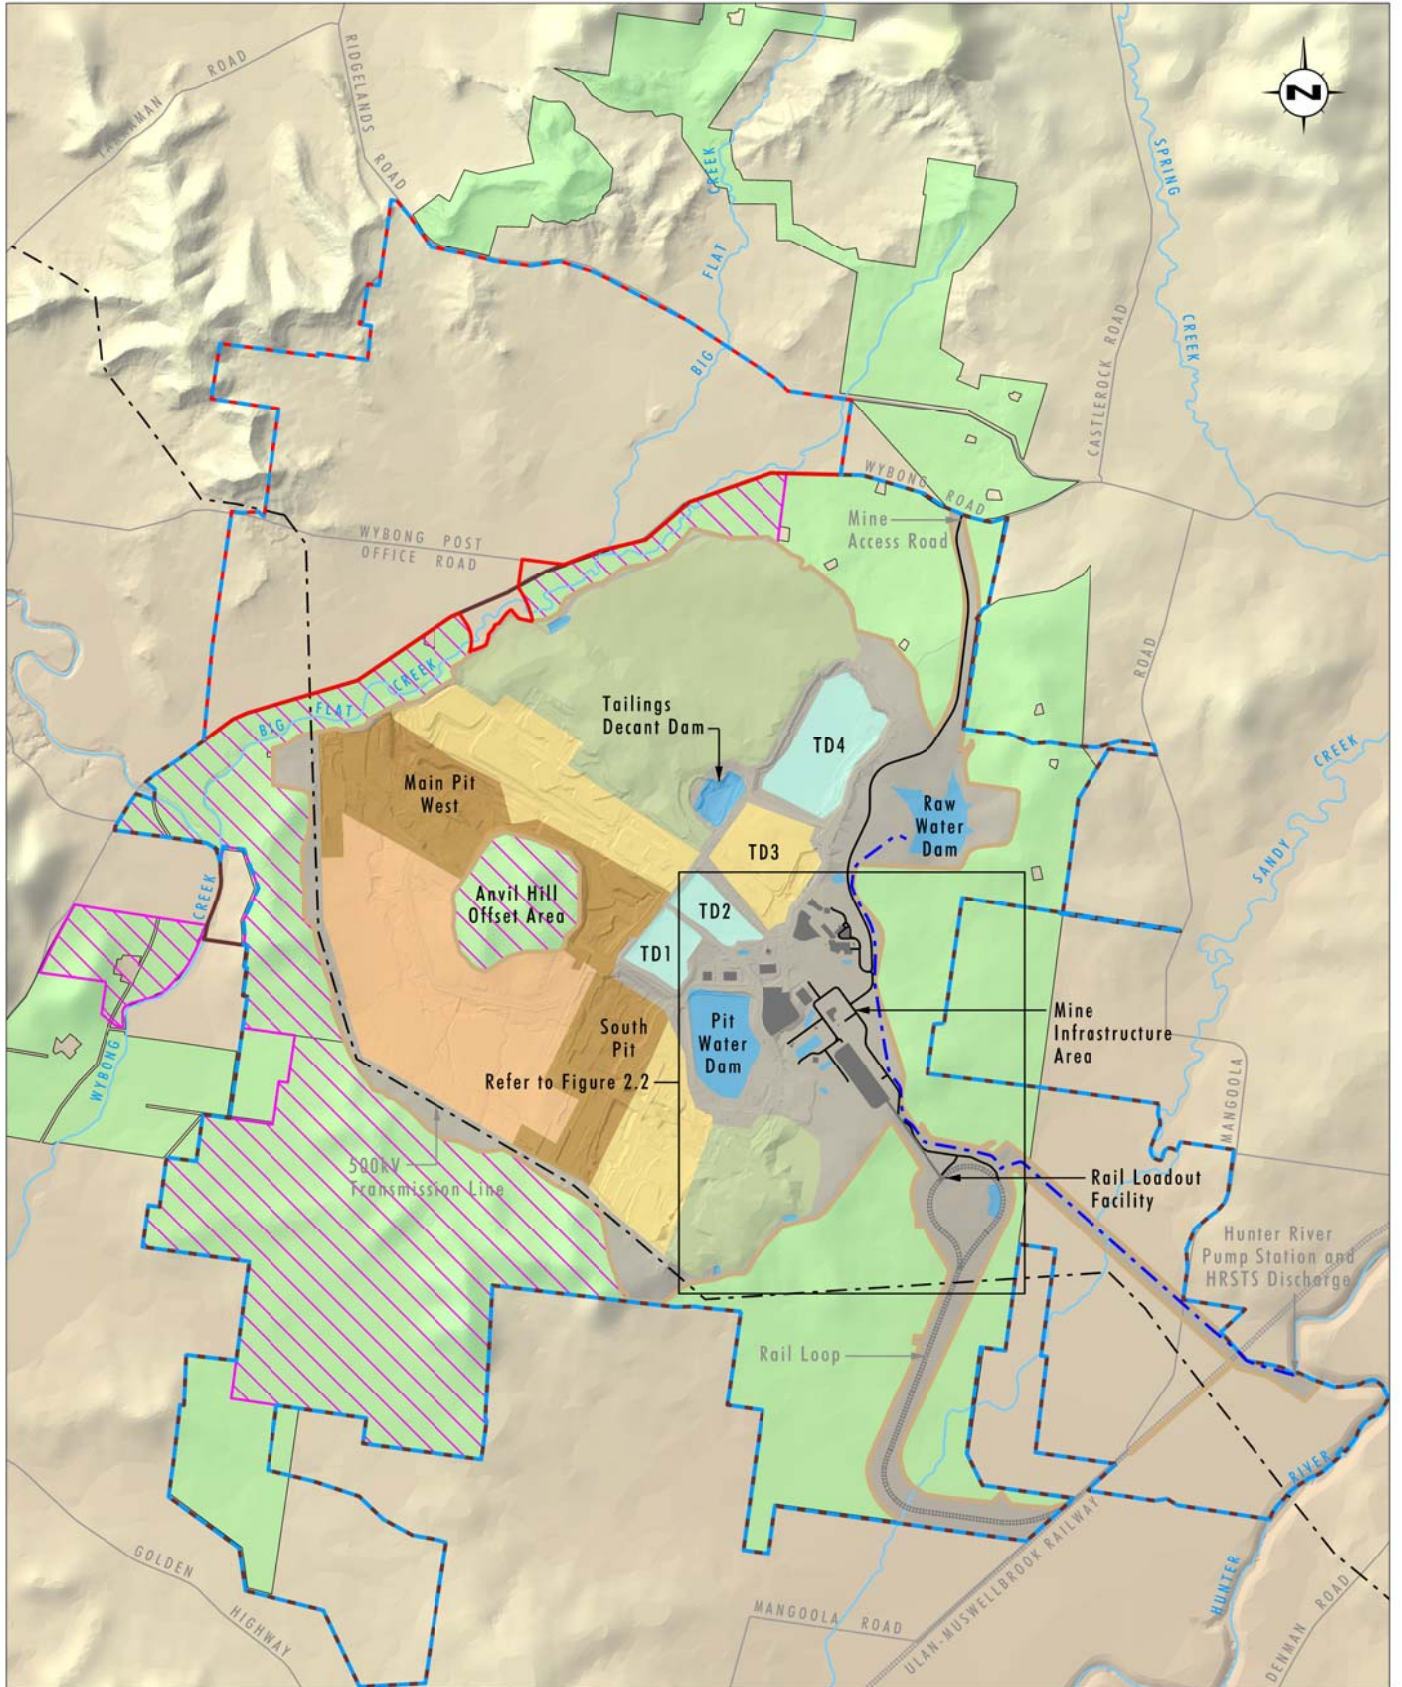 ROAD
YARRAMAN
RIDGELANDS
ROAD
N
CREEK
FLAT
BIG
SPRING
CREEK
CASTLEROCK ROAD
WYBONG
ROAD
Mine
Access Road
WYBONG POST
OFFICE ROAD
ROAD
CREEK
FLAT
BIG
Tailings
Decant Dam
TD4
Main Pit
West
Raw
Water
Dam
SANDY
CREEK
TD3
Anvil Hill
Offset Area
CREEK
TD2
TD1
South
Pit
Pit
Water
Dam
Mine
Infrastructure
Area
Refer to Figure 2.2
WYBONG
MANGOOLA
500kV
Transmission Line
Rail Loadout
Facility
Hunter River
Pump Station and
HRSTS Discharge
Rail Loop
RIVER
HUNTER
GOLDEN
HIGHWAY
MANGOOLA ROAD
ULAN-MUSWELLBROOK RAILWAY
DENMAN ROAD